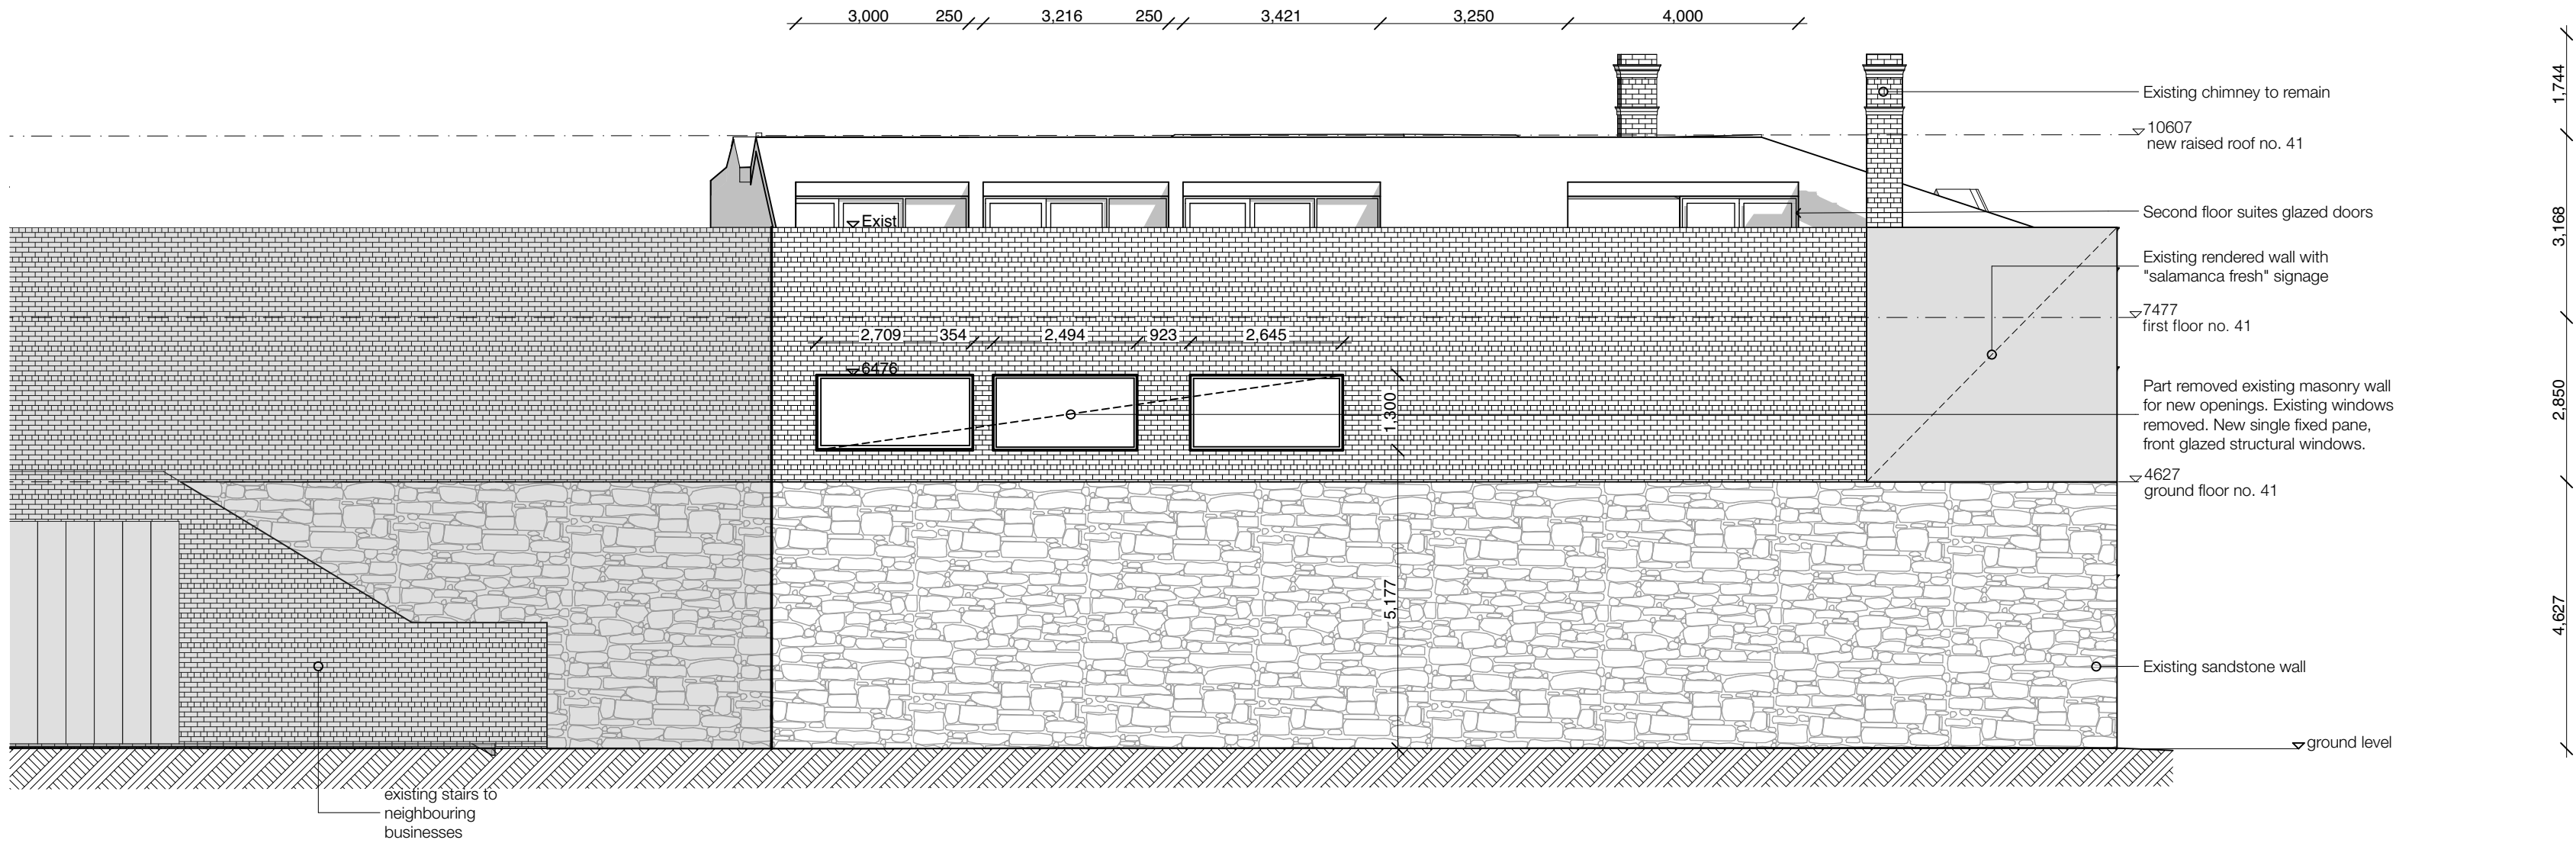 3,000 250 3,216 250 3,421 3,250 4,000
1,744
Existing chimney to remain
10607
new raised roof no. 41
Second floor suites glazed doors
Exist
3,168
Existing rendered wall with
"salamanca fresh" signage
7477
first floor no. 41
2,709 354 2,494 923 2,645
6476
1,300
Part removed existing masonry wall
for new openings. Existing windows
removed. New single fixed pane,
front glazed structural windows.
2,850
4627
ground floor no. 41
5,177
4,627
Existing sandstone wall
ground level
existing stairs to
neighbouring
businesses